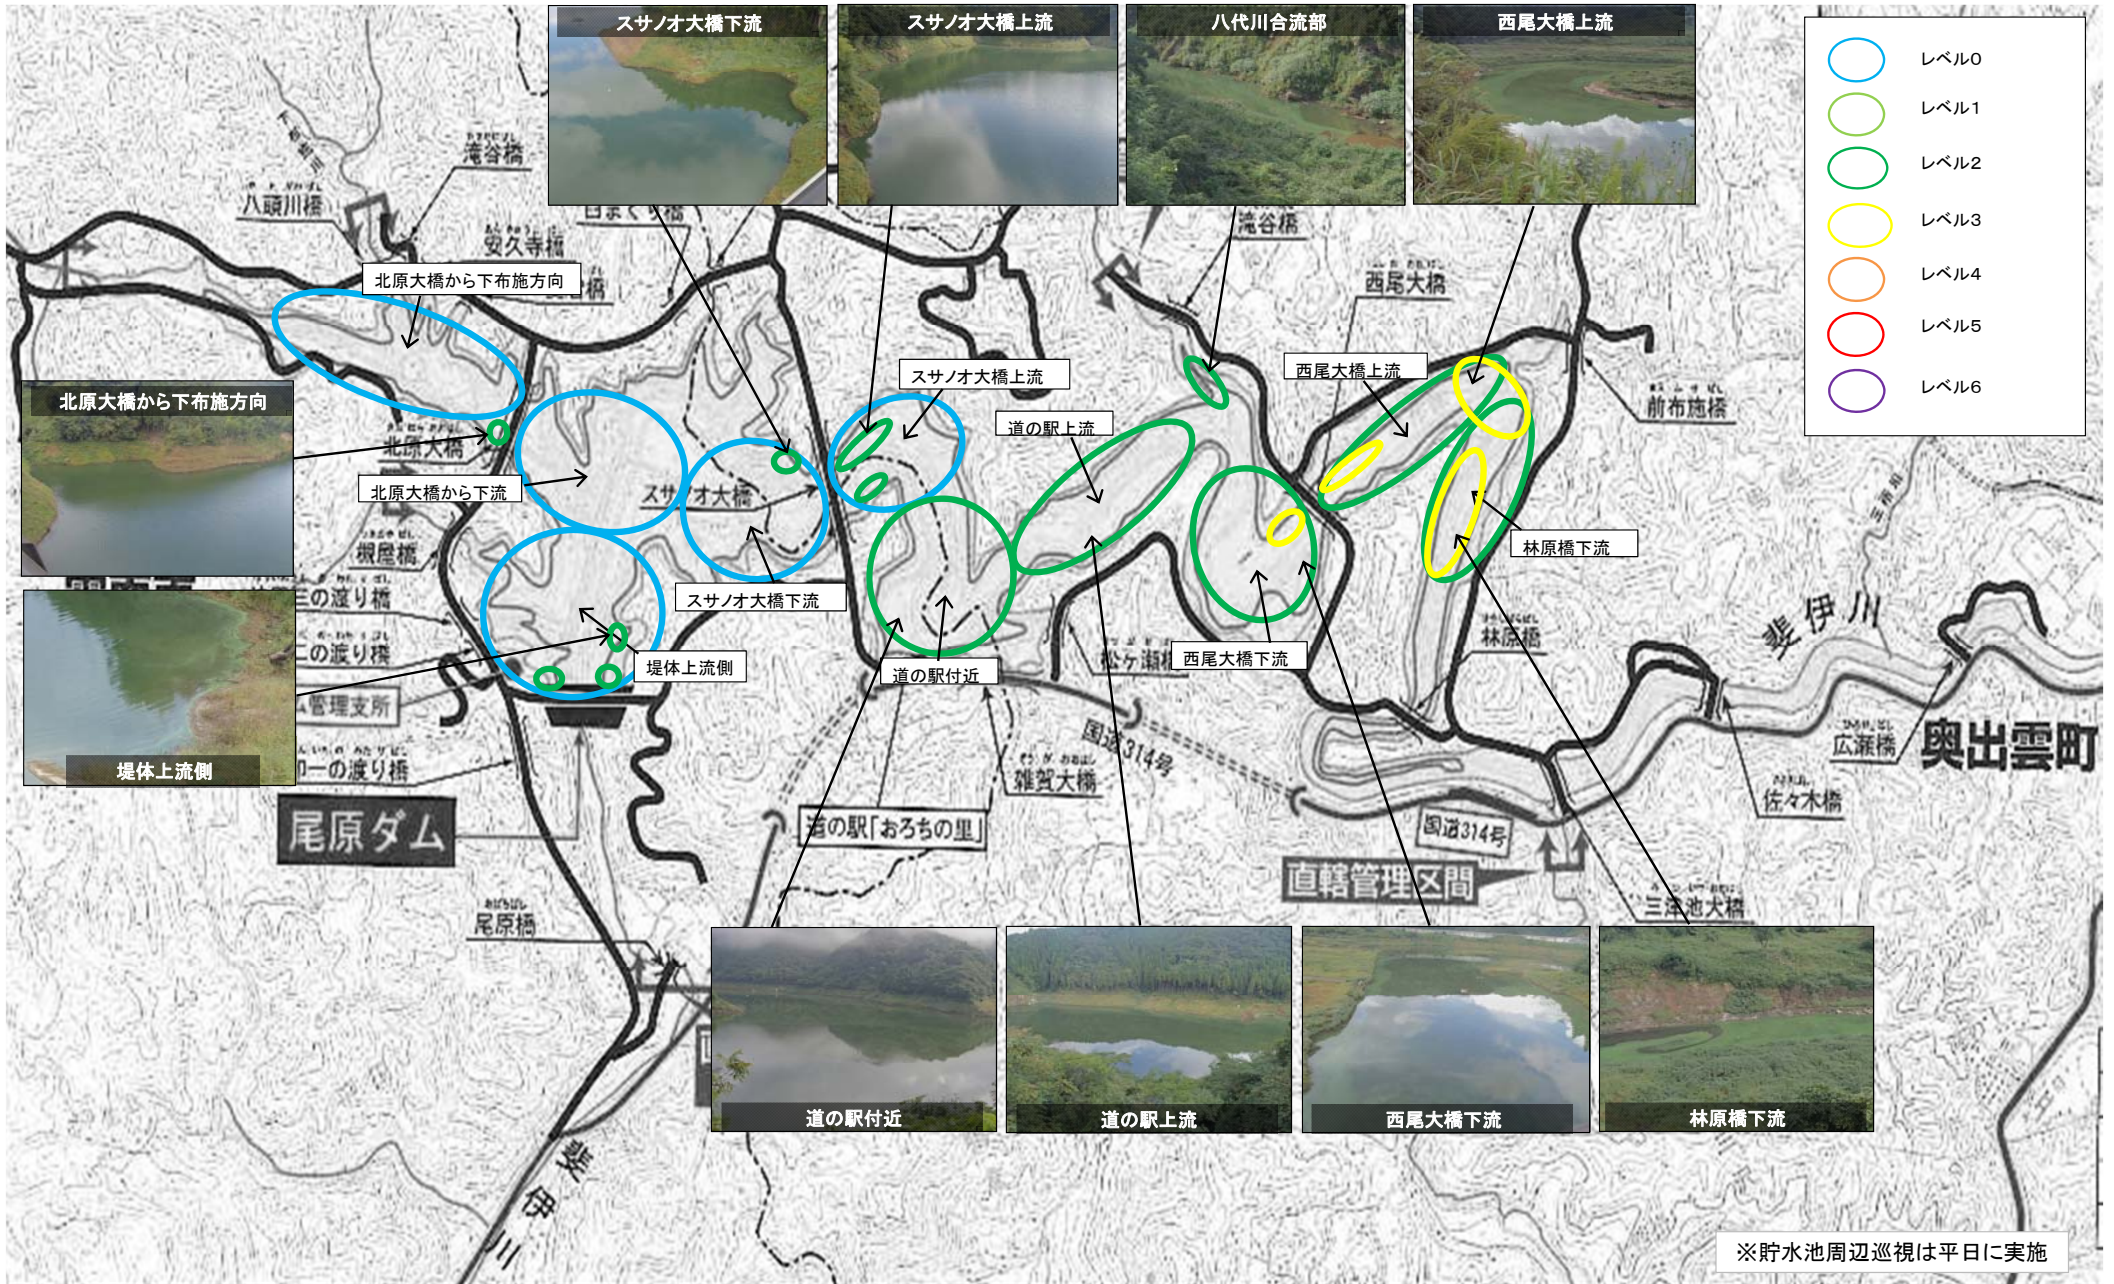 スサノオ大橋下流
スサノオ大橋上流
八代川合流部
西尾大橋上流
レベル0
レベル1
レベル2
レベル3
レベル4
レベル5
レベル6
滝谷橋
八頭川橋
安久寺橋
滝谷橋
西尾大橋
前布施橋
北原大橋から下布施方向
北原大橋から下布施方向
北原大橋
北原大橋から下流
槻屋橋
スサノオ大橋
スサノオ大橋上流
道の駅上流
西尾大橋上流
林原橋下流
スサノオ大橋下流
三の渡り橋
二の渡り橋
堤体上流側
管理支所
一の渡り橋
堤体上流側
道の駅付近
松ヶ瀬橋
西尾大橋下流
林原橋
斐伊川
広瀬橋
奥出雲町
佐々木橋
国道314号
雑賀大橋
道の駅「おろちの里」
尾原ダム
国道314号
直轄管理区間
三沢池大橋
尾原橋
道の駅付近
道の駅上流
西尾大橋下流
林原橋下流
斐伊川
※貯水池周辺巡視は平日に実施